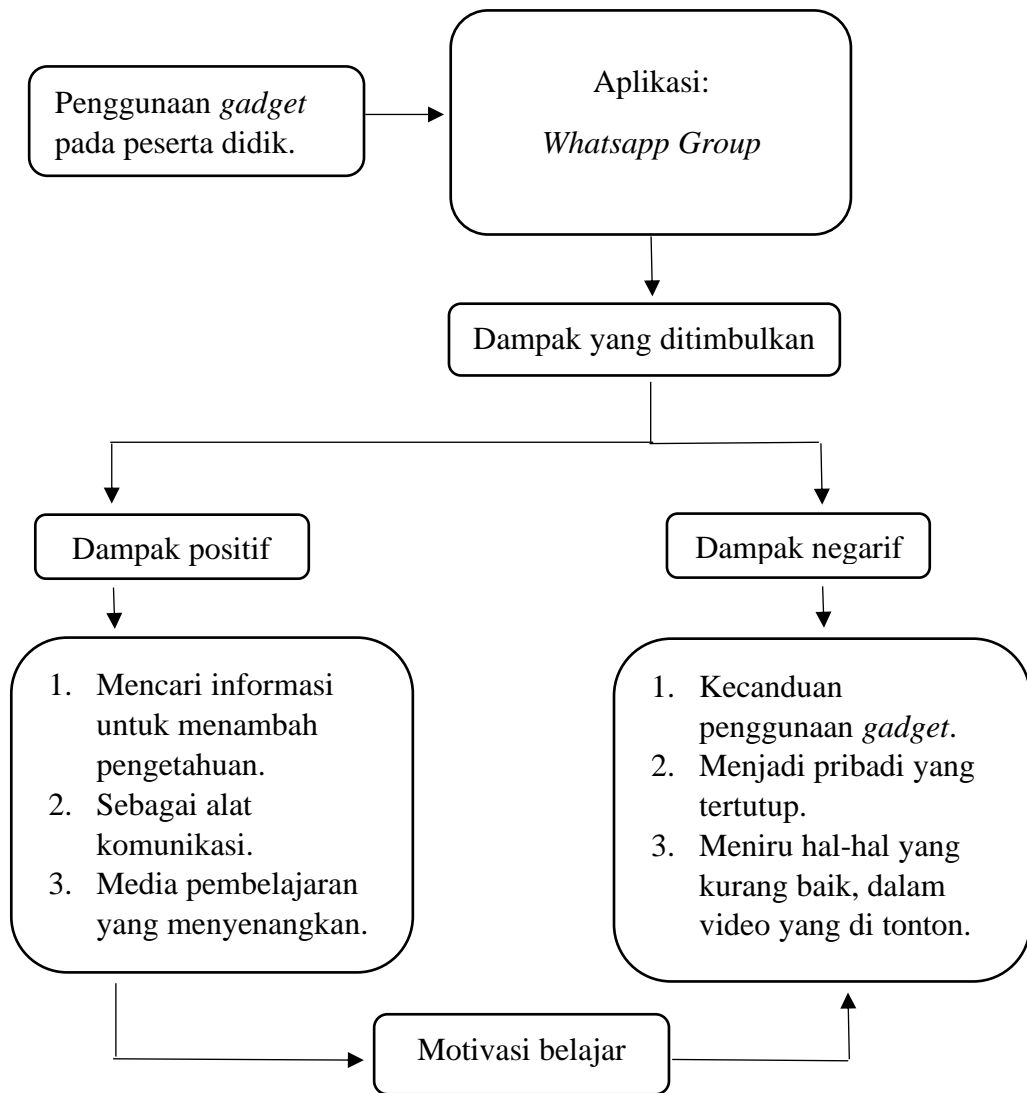 Penggunaan gadget
pada peserta didik.
Aplikasi:
Whatsapp Group
Dampak yang ditimbulkan
Dampak positif
Dampak negarif
1. Mencari informasi
untuk menambah
pengetahuan.
2. Sebagai alat
komunikasi.
3. Media pembelajaran
yang menyenangkan.
1. Kecanduan
penggunaan gadget.
2. Menjadi pribadi yang
tertutup.
3. Meniru hal-hal yang
kurang baik, dalam
video yang di tonton.
Motivasi belajar